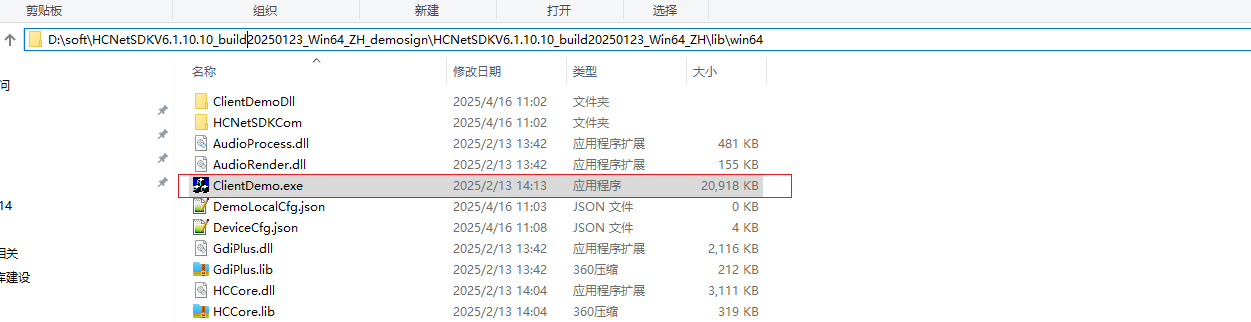 剪贴板 组织 新建 打开 选择
D:\soft\HCNetSDKV6.1.10.10_build20250123_Win64_ZH_demosign\HCNetSDKV6.1.10.10_build20250123_Win64_ZH\lib\win64
名称 修改日期 类型 大小
问
ClientDemoDll 2025/4/16 11:02 文件夹
HCNetSDKCom 2025/4/16 11:02 文件夹
AudioProcess.dll 2025/2/13 13:42 应用程序扩展 481 KB
AudioRender.dll 2025/2/13 13:42 应用程序扩展 155 KB
ClientDemo.exe 2025/2/13 14:13 应用程序 20,918 KB
14 DemoLocalCfg.json 2025/4/16 11:03 JSON 文件 0 KB
DeviceCfg.json 2025/4/16 11:08 JSON 文件 4 KB
相关 GdiPlus.dll 2025/2/13 13:42 应用程序扩展 2,116 KB
库建设 GdiPlus.lib 2025/2/13 13:42 360压缩 212 KB
HCCore.dll 2025/2/13 14:04 应用程序扩展 3,111 KB
HCCore.lib 2025/2/13 14:04 360压缩 319 KB